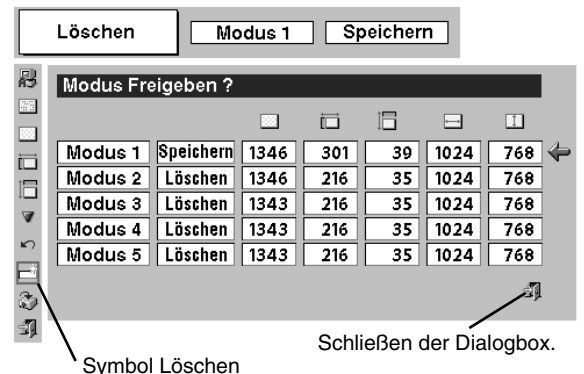 Löschen Modus 1 Speichern
Modus Freigeben ?
Modus 1 Speichern 1346 301 39 1024 768
Modus 2 Löschen 1346 216 35 1024 768
Modus 3 Löschen 1343 216 35 1024 768
Modus 4 Löschen 1343 216 35 1024 768
Modus 5 Löschen 1343 216 35 1024 768
Schließen der Dialogbox.
Symbol Löschen